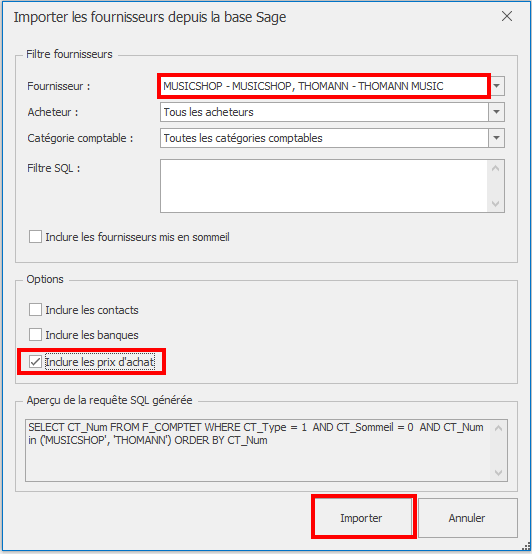 Importer les fournisseurs depuis la base Sage
Filtre fournisseurs
Fournisseur :
MUSICSHOP - MUSICSHOP, THOMANN - THOMANN MUSIC
Acheteur :
Tous les acheteurs
Catégorie comptable :
Toutes les catégories comptables
Filtre SQL :
Inclure les fournisseurs mis en sommeil
Options
Inclure les contacts
Inclure les banques
Inclure les prix d'achat
Aperçu de la requête SQL générée
SELECT CT_Num FROM F_COMPTET WHERE CT_Type = 1 AND CT_Sommeil = 0 AND CT_Num
in ('MUSICSHOP', 'THOMANN') ORDER BY CT_Num
Importer
Annuler